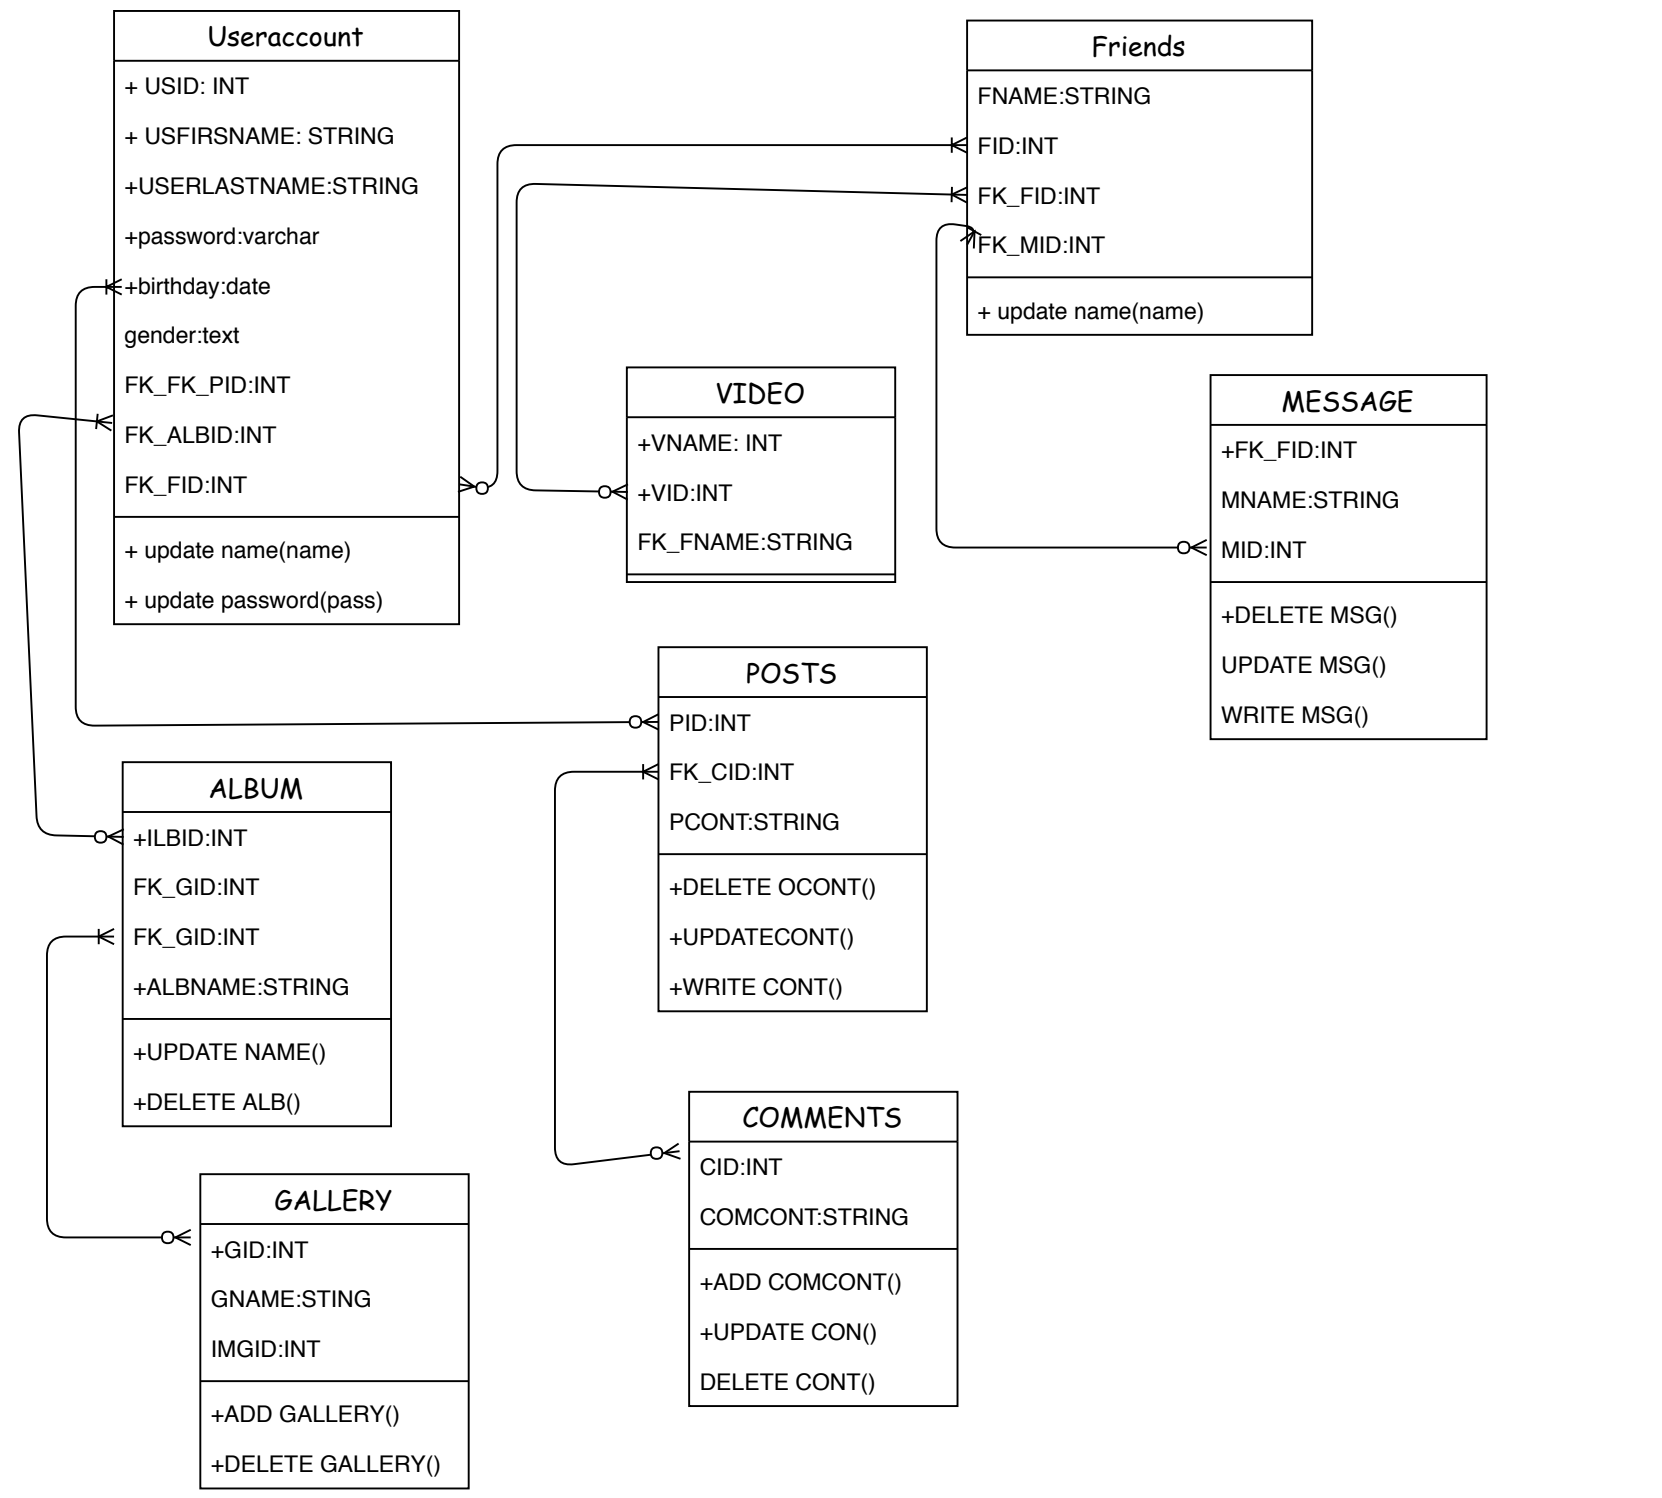 Useraccount
+ USID: INT
+ USFIRSNAME: STRING
+USERLASTNAME:STRING
+password:varchar
+birthday:date
gender:text
FK_FK_PID:INT
FK_ALBID:INT
FK_FID:INT
+ update name(name)
+ update password(pass)
Friends
FNAME:STRING
FID:INT
FK_FID:INT
FK_MID:INT
+ update name(name)
VIDEO
+VNAME: INT
+VID:INT
FK_FNAME:STRING
MESSAGE
+FK_FID:INT
MNAME:STRING
MID:INT
+DELETE MSG()
UPDATE MSG()
WRITE MSG()
POSTS
PID:INT
FK_CID:INT
PCONT:STRING
+DELETE OCONT()
+UPDATECONT()
+WRITE CONT()
ALBUM
+ILBID:INT
FK_GID:INT
FK_GID:INT
+ALBNAME:STRING
+UPDATE NAME()
+DELETE ALB()
COMMENTS
CID:INT
COMCONT:STRING
+ADD COMCONT()
+UPDATE CON()
DELETE CONT()
GALLERY
+GID:INT
GNAME:STING
IMGID:INT
+ADD GALLERY()
+DELETE GALLERY()